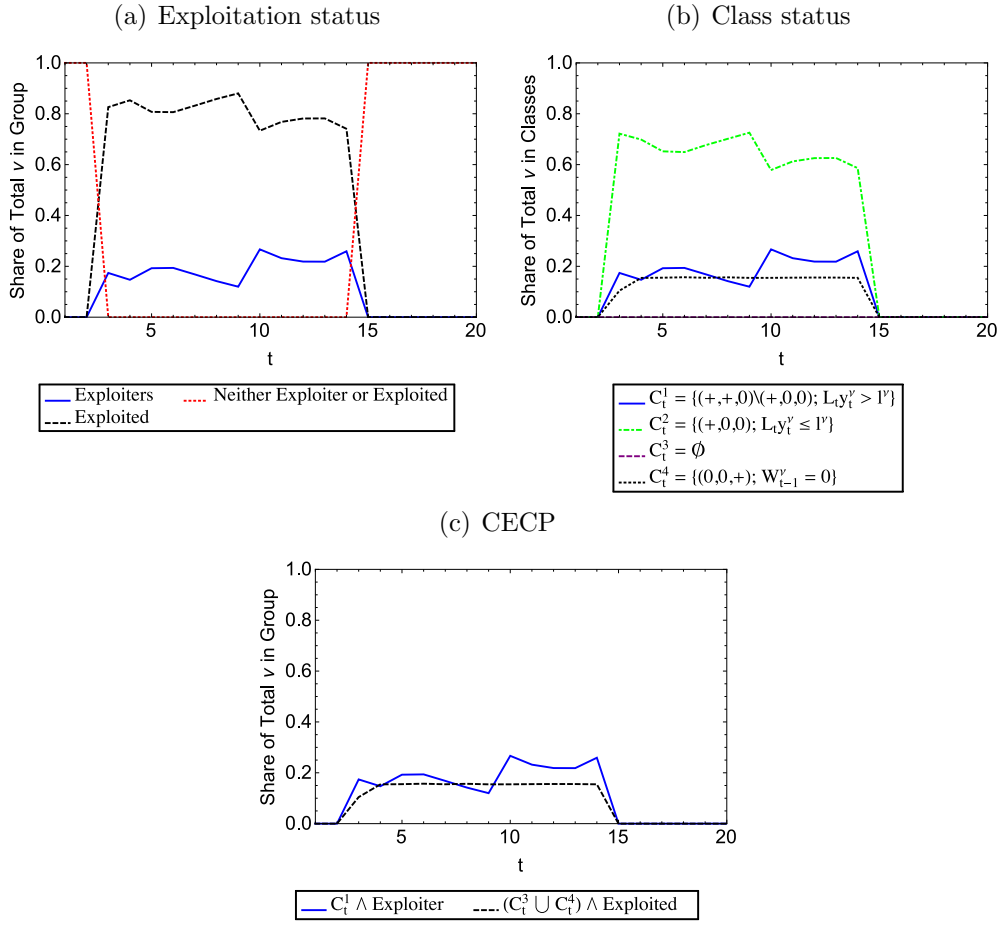 (a) Exploitation status
Share of Total v in Group
1.0
0.8
0.6
0.4
0.2
0.0
5 10 15 20
t
Exploiters
Neither Exploiter or Exploited
Exploited
(b) Class status
Share of Total v in Classes
1.0
0.8
0.6
0.4
0.2
0.0
5 10 15 20
t
C_t^1 = {(+,+,0)\(+,0,0); L_t y_t^ν > l^ν}
C_t^2 = {(+,0,0); L_t y_t^ν ≤ l^ν}
C_t^3 = ∅
C_t^4 = {(0,0,+); W_{t-1}^ν = 0}
(c) CECP
Share of Total v in Group
1.0
0.8
0.6
0.4
0.2
0.0
5 10 15 20
t
C_t^1 ∧ Exploiter
(C_t^3 ∪ C_t^4) ∧ Exploited